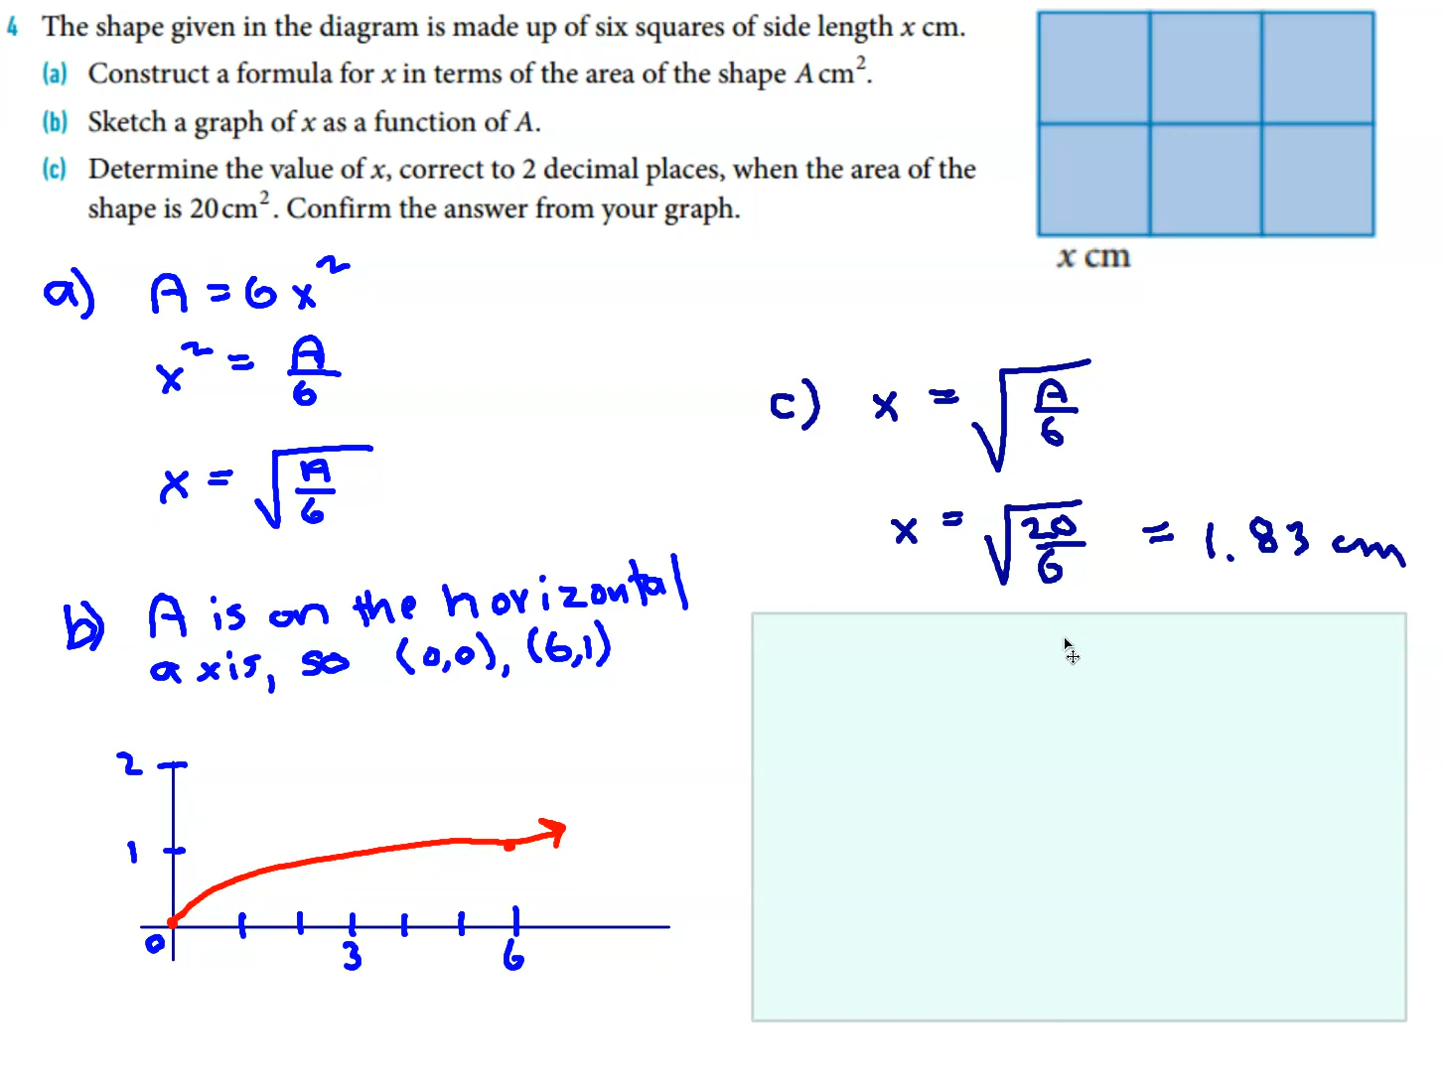 4 The shape given in the diagram is made up of six squares of side length x cm.
(a) Construct a formula for x in terms of the area of the shape A cm².
(b) Sketch a graph of x as a function of A.
(c) Determine the value of x, correct to 2 decimal places, when the area of the
shape is 20 cm². Confirm the answer from your graph.
x cm
a) A = 6x²
x² = A/6
x = √(A/6)
b) A is on the horizontal
axis, so (0,0), (6,1)
2
1
0 3 6
c) x = √(A/6)
x = √(20/6) = 1.83 cm